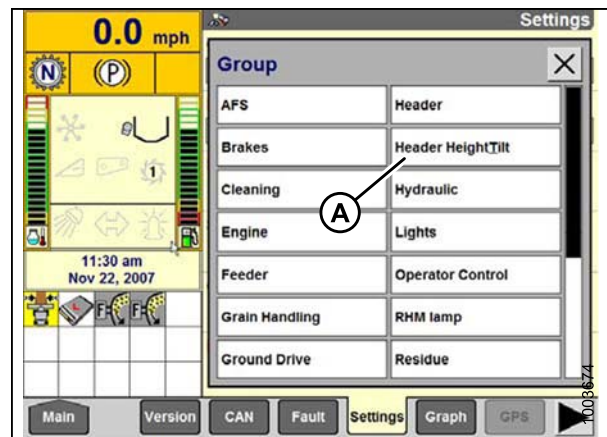 0.0 mph
Settings
N
(P)
Group
X
AFS
Header
Brakes
Header HeightTilt
Cleaning
Hydraulic
A
Engine
Lights
Feeder
Operator Control
Grain Handling
RHM lamp
Ground Drive
Residue
1
11:30 am
Nov 22, 2007
F
F
Main
Version
CAN
Fault
Settings
Graph
GPS
1003674